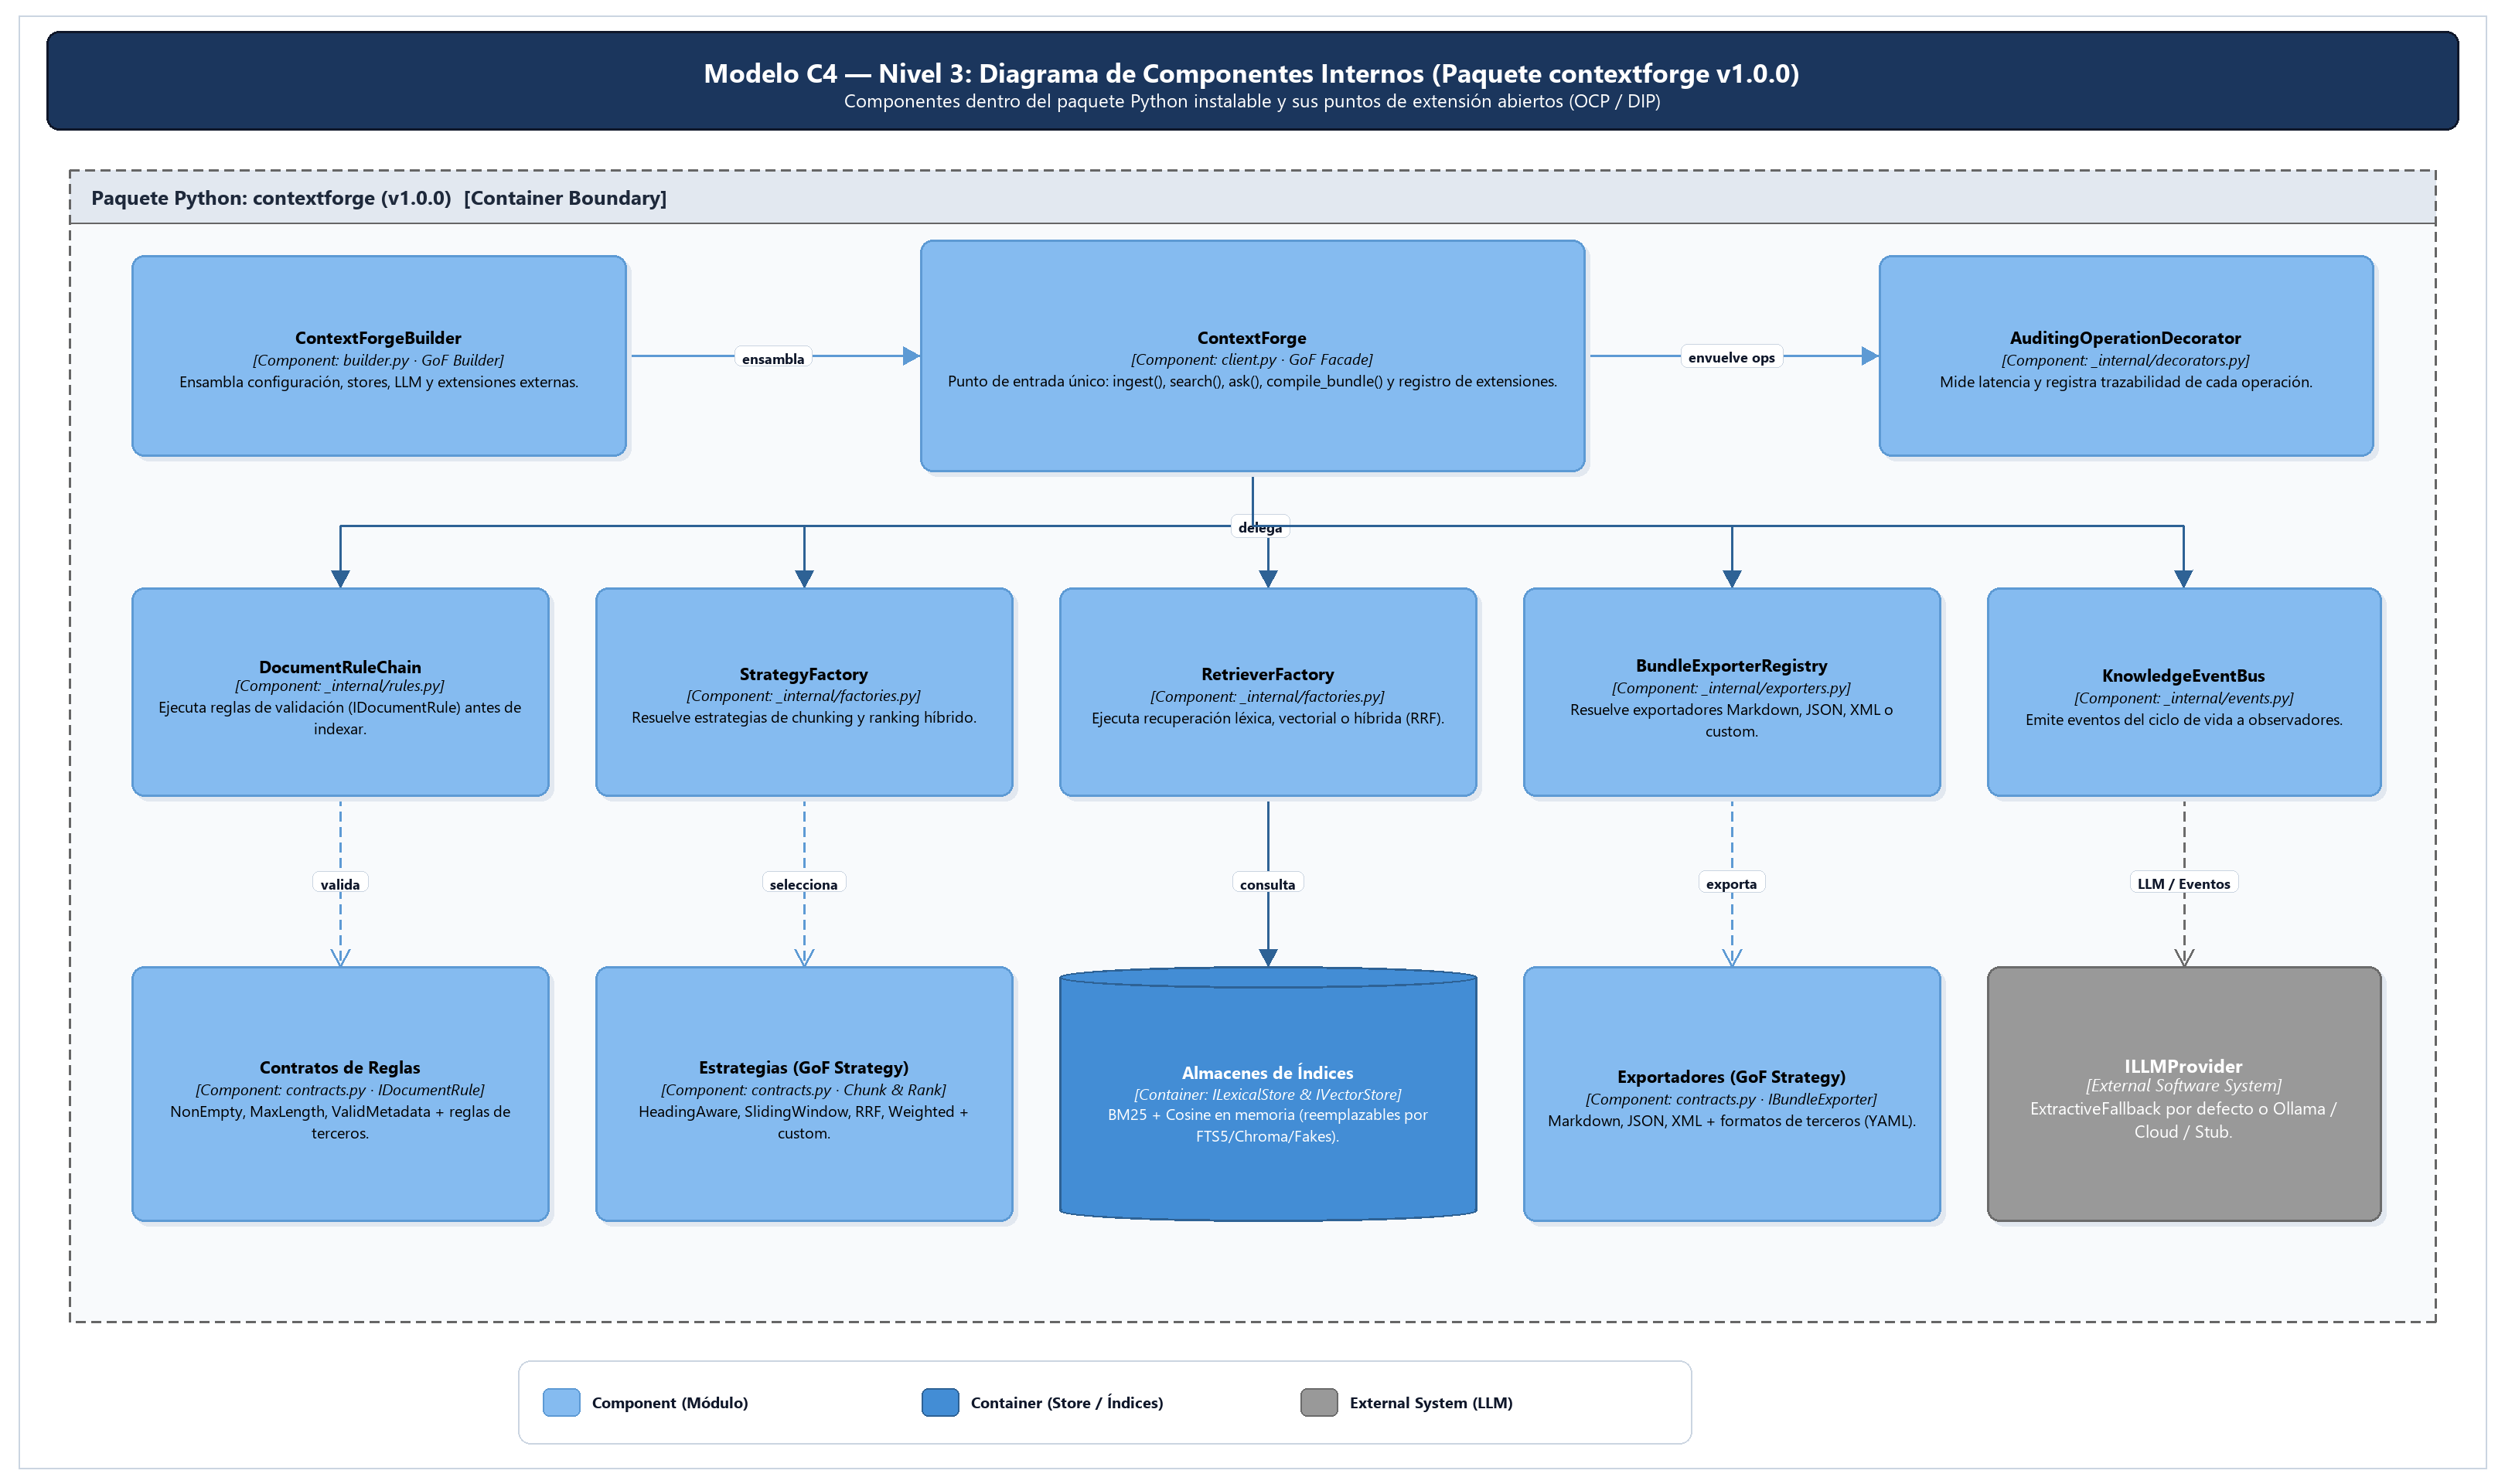 Modelo C4 — Nivel 3: Diagrama de Componentes Internos (Paquete contextforge v1.0.0)
Componentes dentro del paquete Python instalable y sus puntos de extensión abiertos (OCP / DIP)
Paquete Python: contextforge (v1.0.0)  [Container Boundary]
ContextForgeBuilder
[Component: builder.py · GoF Builder]
Ensambla configuración, stores, LLM y extensiones externas.
ensambla
ContextForge
[Component: client.py · GoF Facade]
Punto de entrada único: ingest(), search(), ask(), compile_bundle() y registro de extensiones.
envuelve ops
AuditingOperationDecorator
[Component: _internal/decorators.py]
Mide latencia y registra trazabilidad de cada operación.
delega
DocumentRuleChain
[Component: _internal/rules.py]
Ejecuta reglas de validación (IDocumentRule) antes de
indexar.
StrategyFactory
[Component: _internal/factories.py]
Resuelve estrategias de chunking y ranking híbrido.
RetrieverFactory
[Component: _internal/factories.py]
Ejecuta recuperación léxica, vectorial o híbrida (RRF).
BundleExporterRegistry
[Component: _internal/exporters.py]
Resuelve exportadores Markdown, JSON, XML o
custom.
KnowledgeEventBus
[Component: _internal/events.py]
Emite eventos del ciclo de vida a observadores.
valida
selecciona
consulta
exporta
LLM / Eventos
Contratos de Reglas
[Component: contracts.py · IDocumentRule]
NonEmpty, MaxLength, ValidMetadata + reglas de
terceros.
Estrategias (GoF Strategy)
[Component: contracts.py · Chunk & Rank]
HeadingAware, SlidingWindow, RRF, Weighted +
custom.
Almacenes de Índices
[Container: ILexicalStore & IVectorStore]
BM25 + Cosine en memoria (reemplazables por
FTS5/Chroma/Fakes).
Exportadores (GoF Strategy)
[Component: contracts.py · IBundleExporter]
Markdown, JSON, XML + formatos de terceros (YAML).
ILLMProvider
[External Software System]
ExtractiveFallback por defecto o Ollama /
Cloud / Stub.
Component (Módulo)
Container (Store / Índices)
External System (LLM)